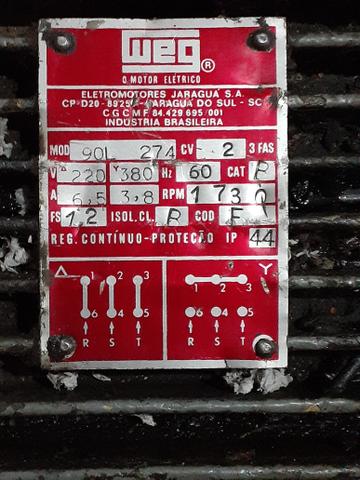 WEG ®
O MOTOR ELÉTRICO
ELETROMOTORES JARAGUÁ S.A.
CP-D20-89250-JARAGUÁ DO SUL-SC
CGCMF 84.429.695/001
INDÚSTRIA BRASILEIRA
MOD 90L 274 CV 2 3 FAS
V △ 220 380 Hz 60 CAT
A 6,5 3,8 RPM 1730
FS 1,2 ISOL.CL. COD F
REG. CONTÍNUO-PROTEÇÃO IP 44
△ 1 2 3 Y
1 2 3
6 4 5 6 4 5
R S T R S T